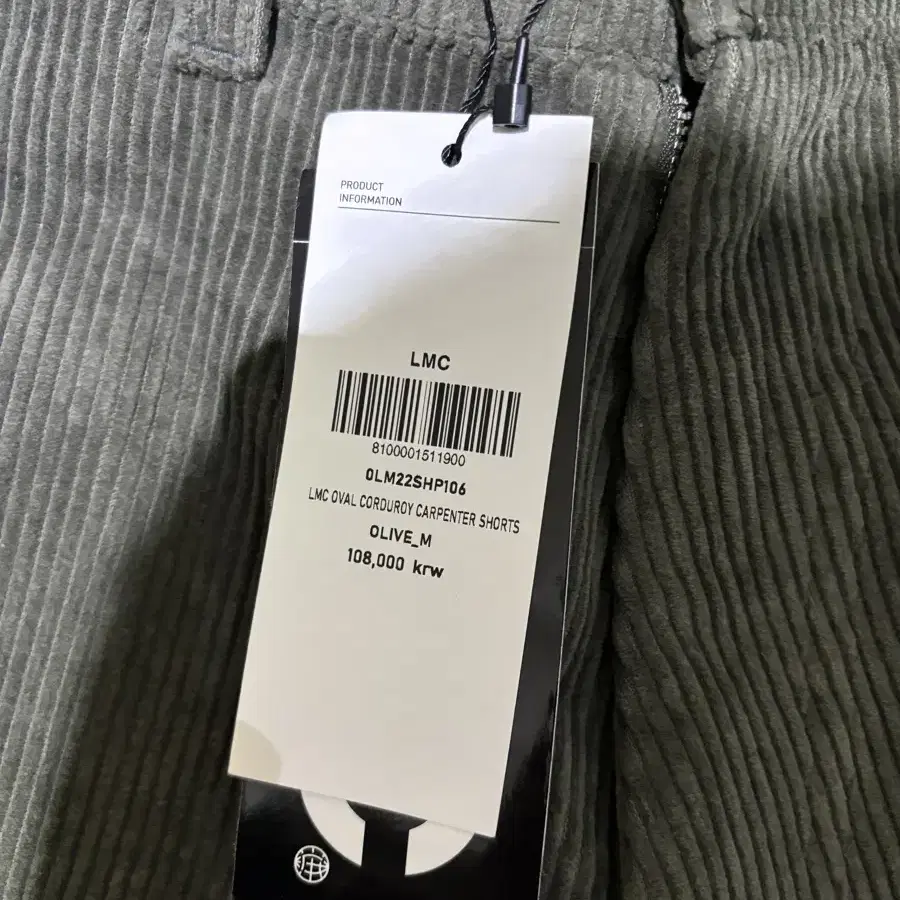 PRODUCT
INFORMATION
LMC
8100001511900
0LM22SHP106
LMC OVAL CORDUROY CARPENTER SHORTS
OLIVE_M
108,000 krw